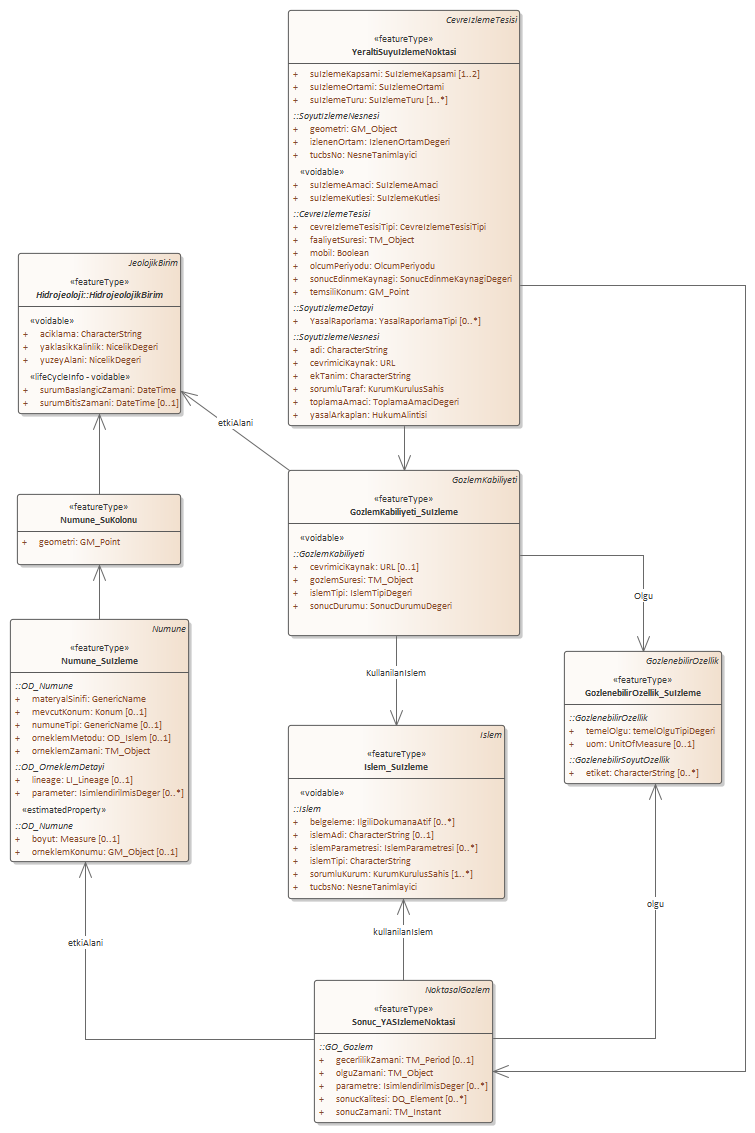 CevreIzlemeTesisi
«featureType»
YeraltiSuyuIzlemeNoktasi
+ suIzlemeKapsami: SuIzlemeKapsami [1..2]
+ suIzlemeOrtami: SuIzlemeOrtami
+ suIzlemeTuru: SuIzlemeTuru [1..*]
::SoyutIzlemeNesnesi
+ geometri: GM_Object
+ izlenenOrtam: IzlenenOrtamDegeri
+ tucbsNo: NesneTanimlayici
«voidable»
+ suIzlemeAmaci: SuIzlemeAmaci
+ suIzlemeKutlesi: SuIzlemeKutlesi
::CevreIzlemeTesisi
+ cevreIzlemeTesisiTipi: CevreIzlemeTesisiTipi
+ faaliyetSuresi: TM_Object
+ mobil: Boolean
+ olcumPeriyodu: OlcumPeriyodu
+ sonucEdinmeKaynagi: SonucEdinmeKaynagiDegeri
+ temsiliKonum: GM_Point
::SoyutIzlemeDetayi
+ YasalRaporlama: YasalRaporlamaTipi [0..*]
::SoyutIzlemeNesnesi
+ adi: CharacterString
+ cevrimiciKaynak: URL
+ ekTanim: CharacterString
+ sorumluTaraf: KurumKurulusSahis
+ toplamaAmaci: ToplamaAmaciDegeri
+ yasalArkaplan: HukumAlintisi
JeolojikBirim
«featureType»
Hidrojeoloji::HidrojeolojikBirim
«voidable»
+ aciklama: CharacterString
+ yaklasikKalinlik: NicelikDegeri
+ yuzeyAlani: NicelikDegeri
«lifeCycleInfo - voidable»
+ surumBaslangicZamani: DateTime
+ surumBitisZamani: DateTime [0..1]
etkiAlani
GozlemKabiliyeti
«featureType»
GozlemKabiliyeti_SuIzleme
«voidable»
::GozlemKabiliyeti
+ cevrimiciKaynak: URL [0..1]
+ gozlemSuresi: TM_Object
+ islemTipi: IslemTipiDegeri
+ sonucDurumu: SonucDurumuDegeri
«featureType»
Numune_SuKolonu
+ geometri: GM_Point
Olgu
KullanilanIslem
Numune
«featureType»
Numune_SuIzleme
::OD_Numune
+ materyalSinifi: GenericName
+ mevcutKonum: Konum [0..1]
+ numuneTipi: GenericName [0..1]
+ orneklemMetodu: OD_Islem [0..1]
+ orneklemZamani: TM_Object
::OD_OrneklemDetayi
+ lineage: LI_Lineage [0..1]
+ parameter: IsimlendirilmisDeger [0..*]
«estimatedProperty»
::OD_Numune
+ boyut: Measure [0..1]
+ orneklemKonumu: GM_Object [0..1]
GozlenebilirOzellik
«featureType»
GozlenebilirOzellik_SuIzleme
::GozlenebilirOzellik
+ temelOlgu: temelOlguTipiDegeri
+ uom: UnitOfMeasure [0..1]
::GozlenebilirSoyutOzellik
+ etiket: CharacterString [0..*]
Islem
«featureType»
Islem_SuIzleme
«voidable»
::Islem
+ belgeleme: IlgiliDokumanaAtif [0..*]
+ islemAdi: CharacterString [0..1]
+ islemParametresi: IslemParametresi [0..*]
+ islemTipi: CharacterString
+ sorumluKurum: KurumKurulusSahis [1..*]
+ tucbsNo: NesneTanimlayici
olgu
kullanilanIslem
etkiAlani
NoktasalGozlem
«featureType»
Sonuc_YASIzlemeNoktasi
::GO_Gozlem
+ gecerlilikZamani: TM_Period [0..1]
+ olguZamani: TM_Object
+ parametre: IsimlendirilmisDeger [0..*]
+ sonucKalitesi: DQ_Element [0..*]
+ sonucZamani: TM_Instant